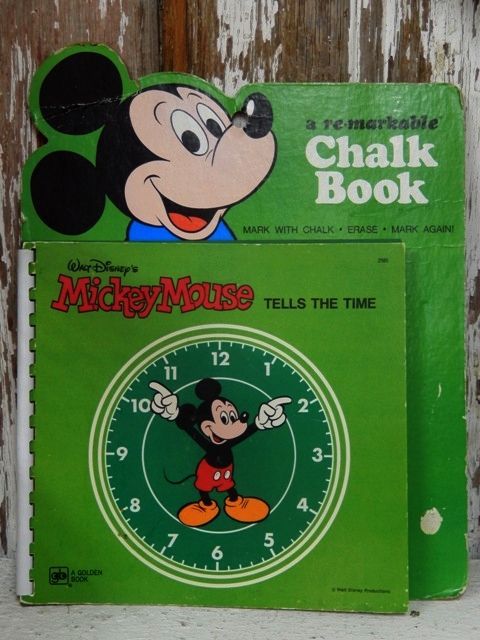 a re-markable
Chalk
Book
MARK WITH CHALK • ERASE • MARK AGAIN!
Walt Disney's
Mickey Mouse TELLS THE TIME
12
11 1
10 2
9 3
8 4
7 5
6
A GOLDEN
BOOK
© Walt Disney Productions